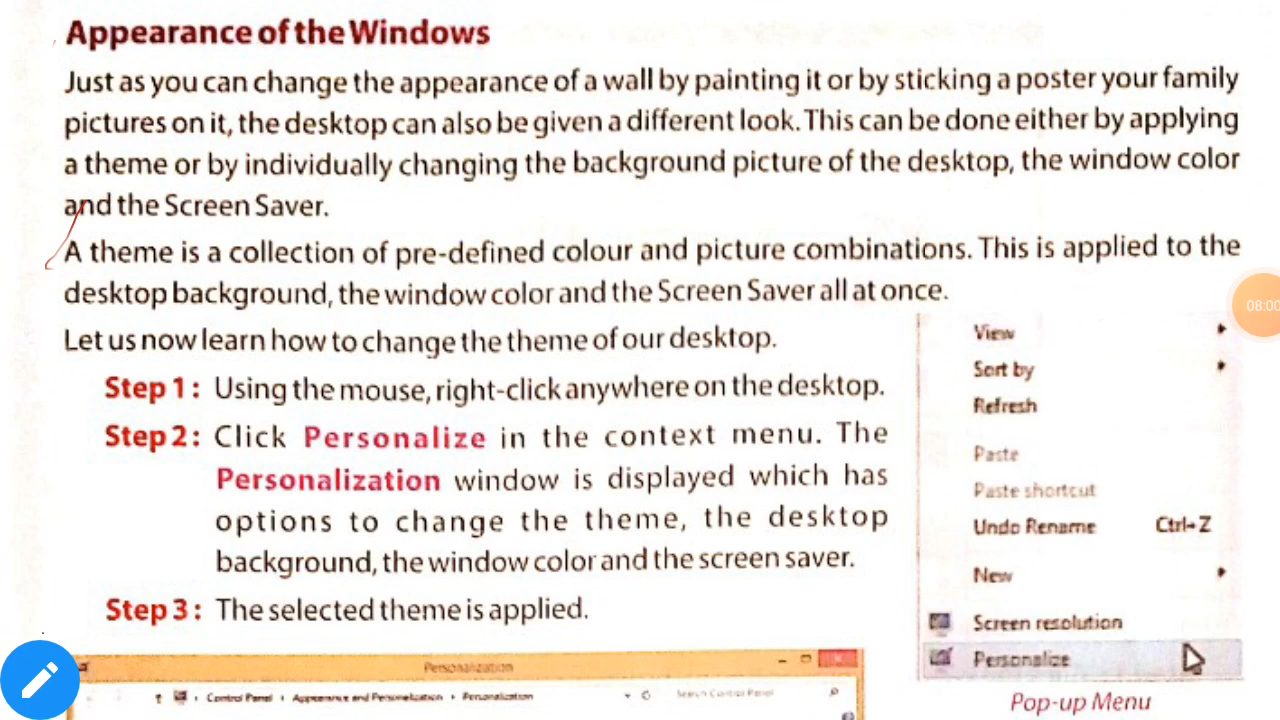 Appearance of the Windows
Just as you can change the appearance of a wall by painting it or by sticking a poster your family
pictures on it, the desktop can also be given a different look. This can be done either by applying
a theme or by individually changing the background picture of the desktop, the window color
and the Screen Saver.
A theme is a collection of pre-defined colour and picture combinations. This is applied to the
desktop background, the window color and the Screen Saver all at once.
Let us now learn how to change the theme of our desktop.
Step 1 : Using the mouse, right-click anywhere on the desktop.
Step 2 : Click Personalize in the context menu. The
Personalization window is displayed which has
options to change the theme, the desktop
background, the window color and the screen saver.
Step 3 : The selected theme is applied.
View
Sort by
Refresh
Paste
Paste shortcut
Undo Rename Ctrl+Z
New
Screen resolution
Personalize
Pop-up Menu
08:00
Personalization
Control Panel Appearance and Personalization Personalization
Search Control Panel